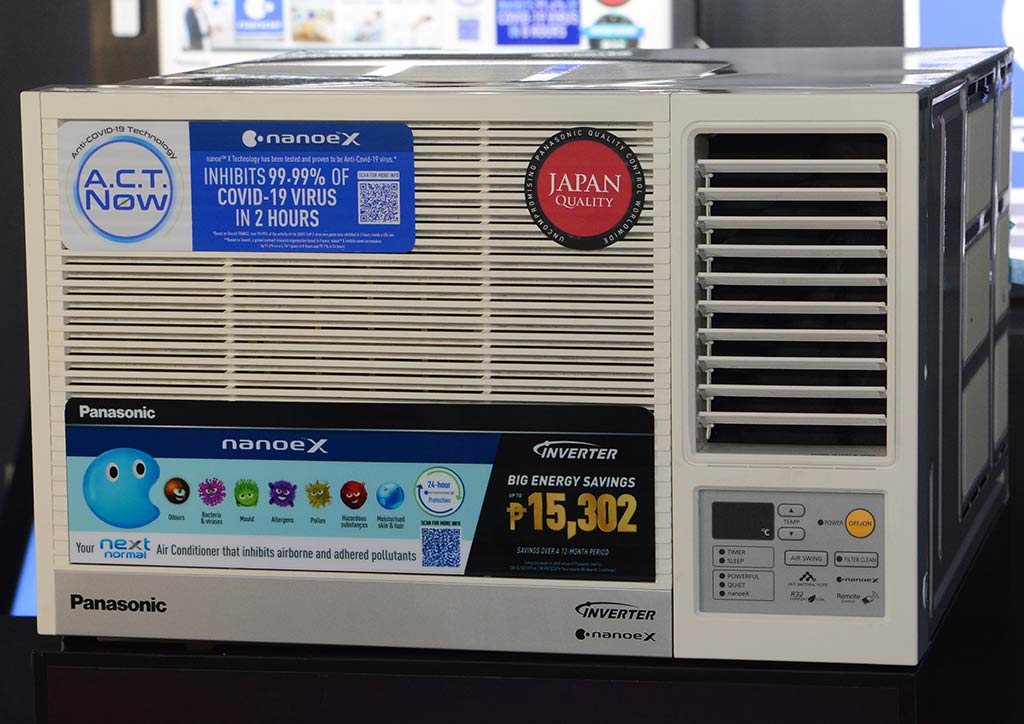 Anti-COVID-19 Technology
A.C.T.
Now
nanoe™X
nanoe™ X Technology has been tested and proven to be Anti-Covid-19 virus.*
INHIBITS 99.99% OF
COVID-19 VIRUS
IN 2 HOURS
SCAN FOR MORE INFO
UNCOMPROMISING PANASONIC QUALITY CONTROL WORLDWIDE
JAPAN
QUALITY
Panasonic
nanoeX
Odours
Bacteria
& viruses
Mould
Allergens
Pollen
Hazardous
substances
Moisturised
skin & hair
24-hour
Protection
SCAN FOR MORE INFO
Your next
normal
Air Conditioner that inhibits airborne and adhered pollutants
INVERTER
BIG ENERGY SAVINGS
UP TO
₱15,302
SAVINGS OVER A 12-MONTH PERIOD
Panasonic
INVERTER
nanoeX
°C
TEMP
POWER
OFF/ON
TIMER
SLEEP
AIR SWING
FILTER CLEAN
POWERFUL
QUIET
nanoeX
ANTI-BACTERIAL FILTER
nanoeX
R32
Remote